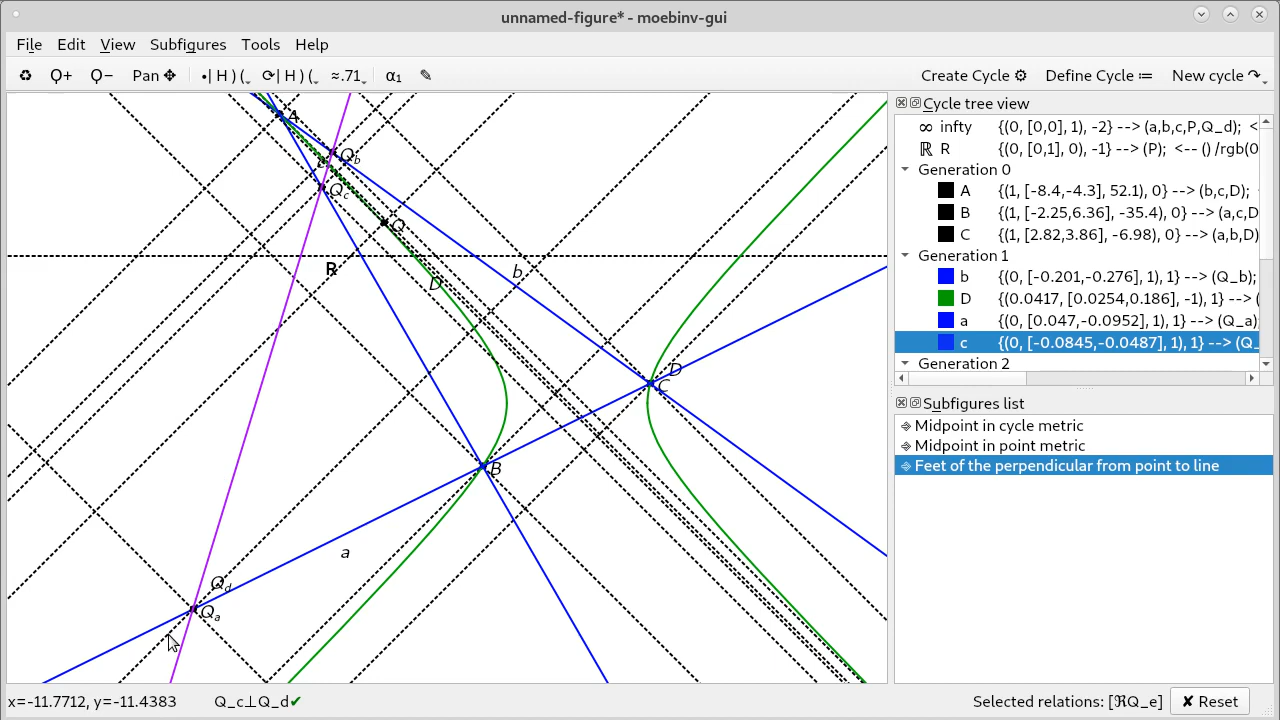 unnamed-figure* - moebinv-gui
File Edit View Subfigures Tools Help
Pan Create Cycle Define Cycle New cycle
•| H ) ( ⟳| H ) ( ≈.71 α₁
A
Q_b
Q_c
Q
R
b
D
D
C
B
a
Q_d
Q_a
Cycle tree view
∞ infty {(0, [0,0], 1), -2} --> (a,b,c,P,Q_d); <
ℝ R {(0, [0,1], 0), -1} --> (P); <-- () /rgb(0
Generation 0
A {(1, [-8.4,-4.3], 52.1), 0} --> (b,c,D);
B {(1, [-2.25,6.36], -35.4), 0} --> (a,c,D
C {(1, [2.82,3.86], -6.98), 0} --> (a,b,D)
Generation 1
b {(0, [-0.201,-0.276], 1), 1} --> (Q_b);
D {(0.0417, [0.0254,0.186], -1), 1} --> (
a {(0, [0.047,-0.0952], 1), 1} --> (Q_a)
c {(0, [-0.0845,-0.0487], 1), 1} --> (Q_
Generation 2
Subfigures list
Midpoint in cycle metric
Midpoint in point metric
Feet of the perpendicular from point to line
x=-11.7712, y=-11.4383 Q_c⊥Q_d✔ Selected relations: [ℜQ_e] ✘ Reset